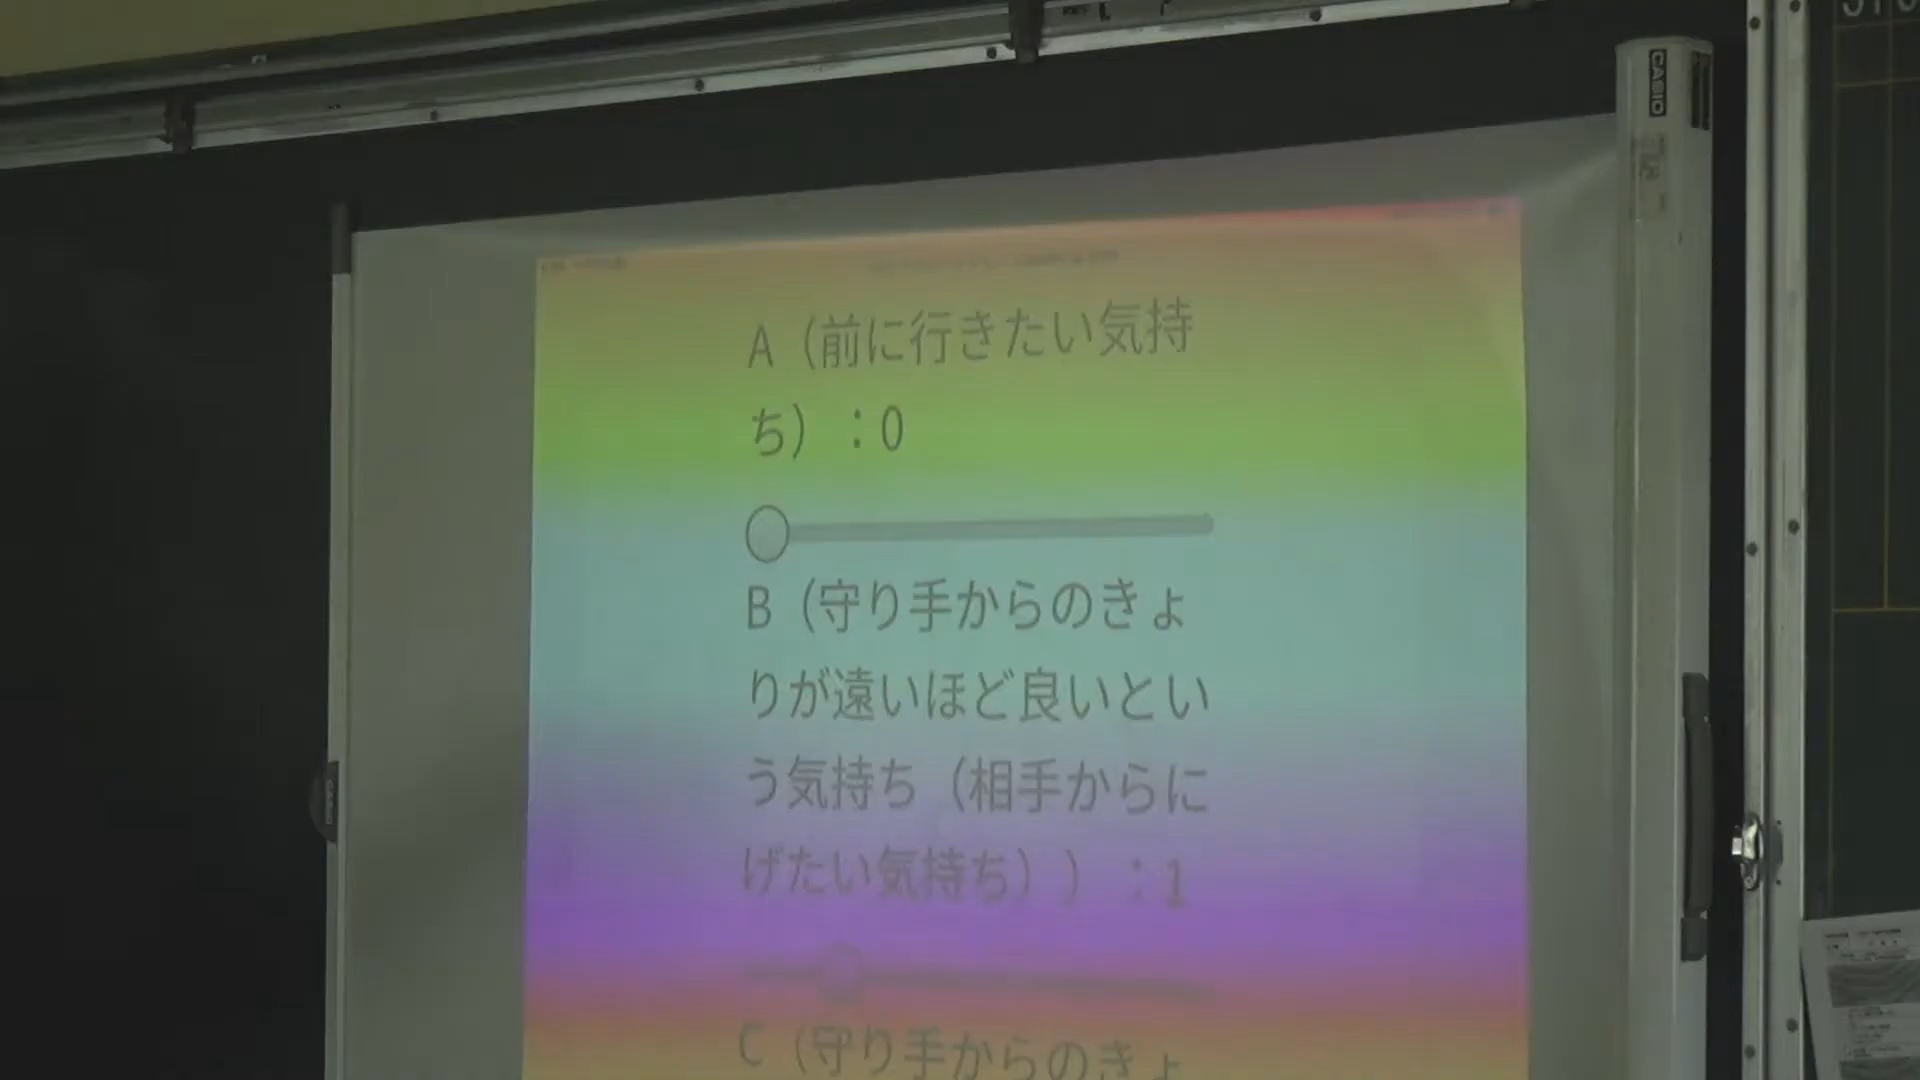 CASIO
A（前に行きたい気持
ち）：0
B（守り手からのきょ
りが遠いほど良いとい
う気持ち（相手からに
げたい気持ち））：1
C（守り手からのきょ